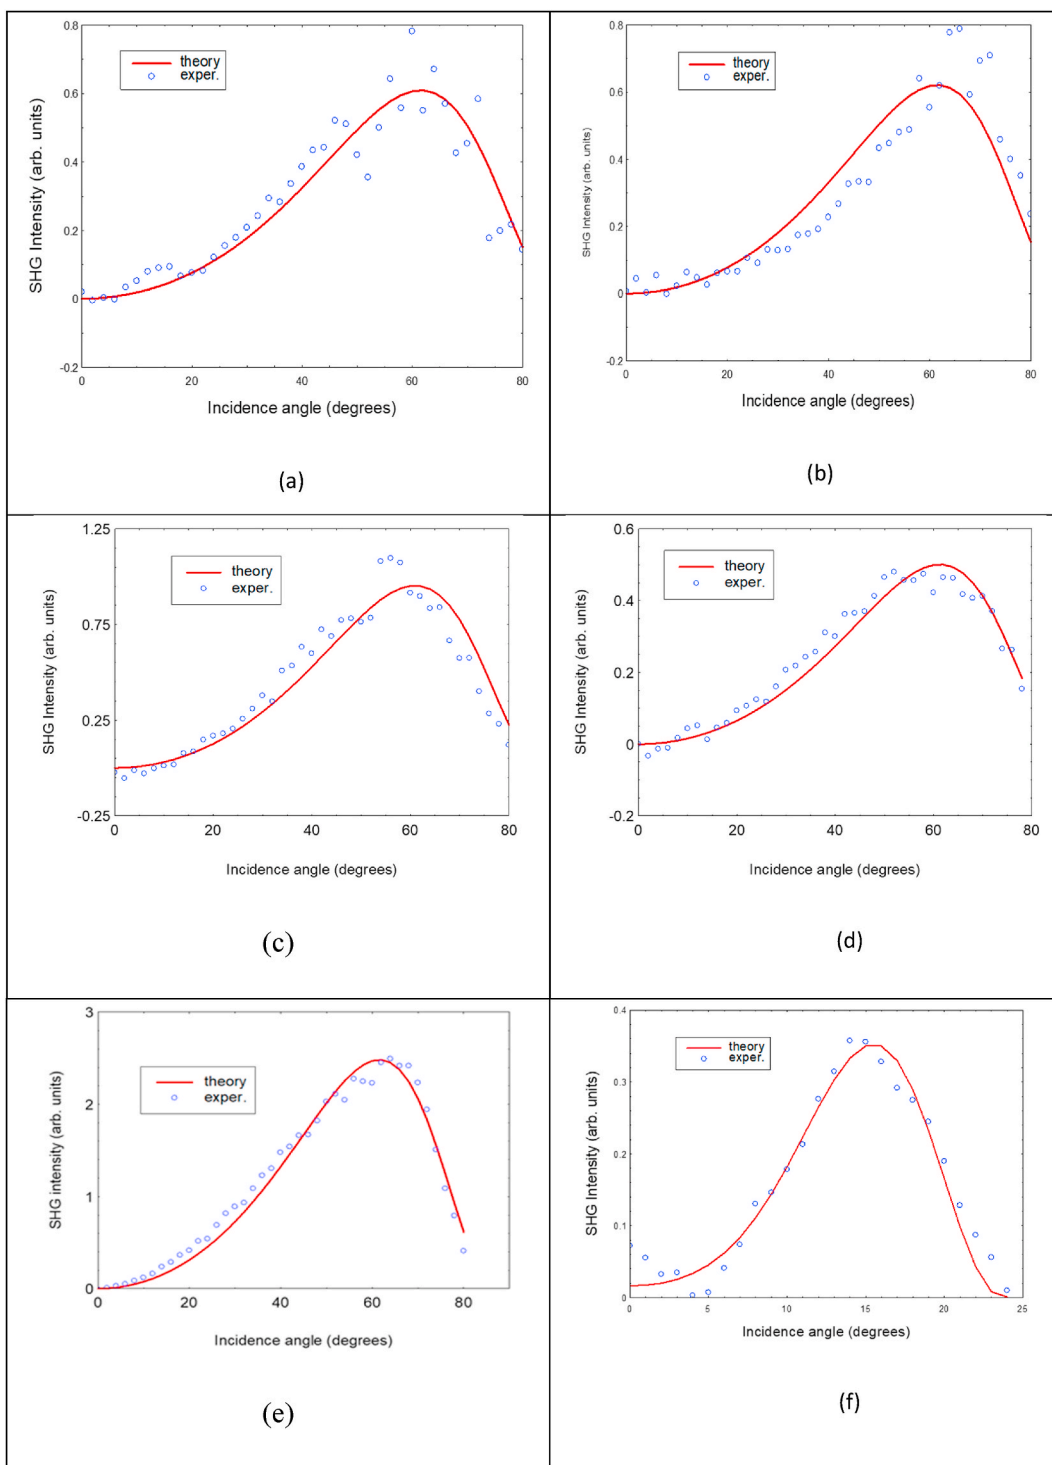 0.8
theory
exper.
0.6
0.4
0.2
0
-0.2
SHG Intensity (arb. units)
0 20 40 60 80
Incidence angle (degrees)
(a)
0.8
theory
exper.
0.6
0.4
0.2
0
-0.2
SHG Intensity (arb. units)
0 20 40 60 80
Incidence angle (degrees)
(b)
1.25
theory
exper.
0.75
0.25
-0.25
SHG Intensity (arb. units)
0 20 40 60 80
Incidence angle (degrees)
(c)
0.6
theory
exper.
0.4
0.2
0
-0.2
SHG Intensity (arb. units)
0 20 40 60 80
Incidence angle (degrees)
(d)
3
theory
exper.
2
1
0
SHG intensity (arb. units)
0 20 40 60 80
Incidence angle (degrees)
(e)
0.4
theory
exper.
0.3
0.2
0.1
0
SHG Intensity (arb. units)
0 5 10 15 20 25
Incidence angle (degrees)
(f)